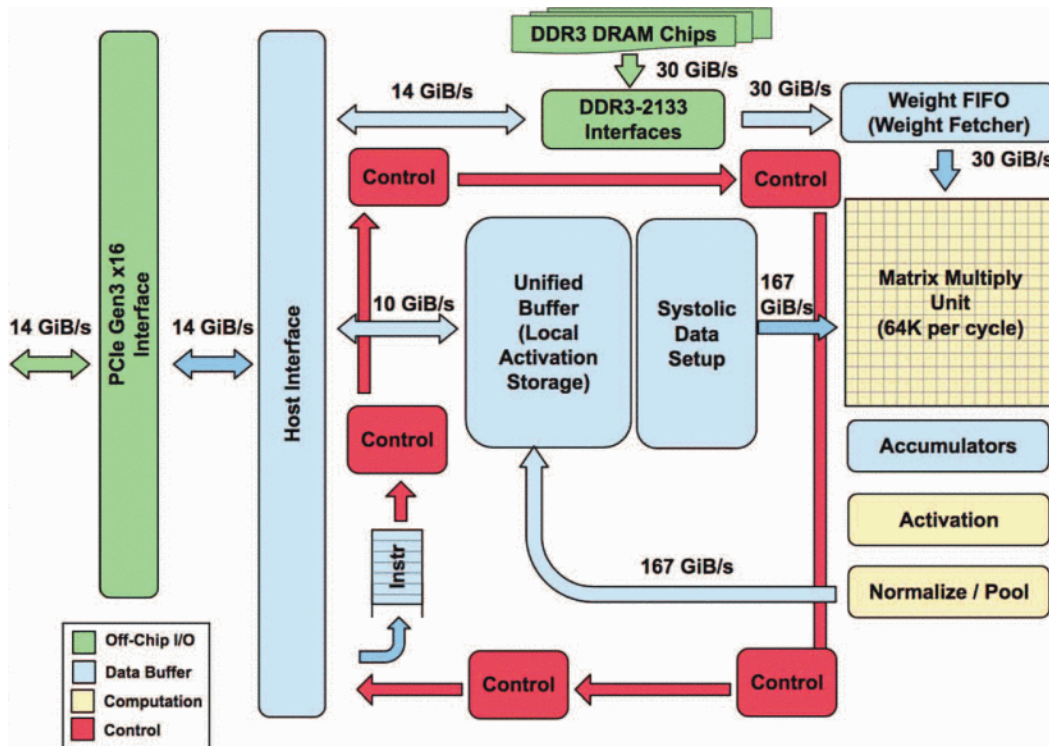 DDR3 DRAM Chips
30 GiB/s
14 GiB/s
DDR3-2133
Interfaces
30 GiB/s
Weight FIFO
(Weight Fetcher)
30 GiB/s
Control
Control
PCIe Gen3 x16
Interface
Host Interface
14 GiB/s
14 GiB/s
10 GiB/s
Unified
Buffer
(Local
Activation
Storage)
Systolic
Data
Setup
167
GiB/s
Matrix Multiply
Unit
(64K per cycle)
Control
Accumulators
Activation
Instr
167 GiB/s
Normalize / Pool
Control
Control
Off-Chip I/O
Data Buffer
Computation
Control